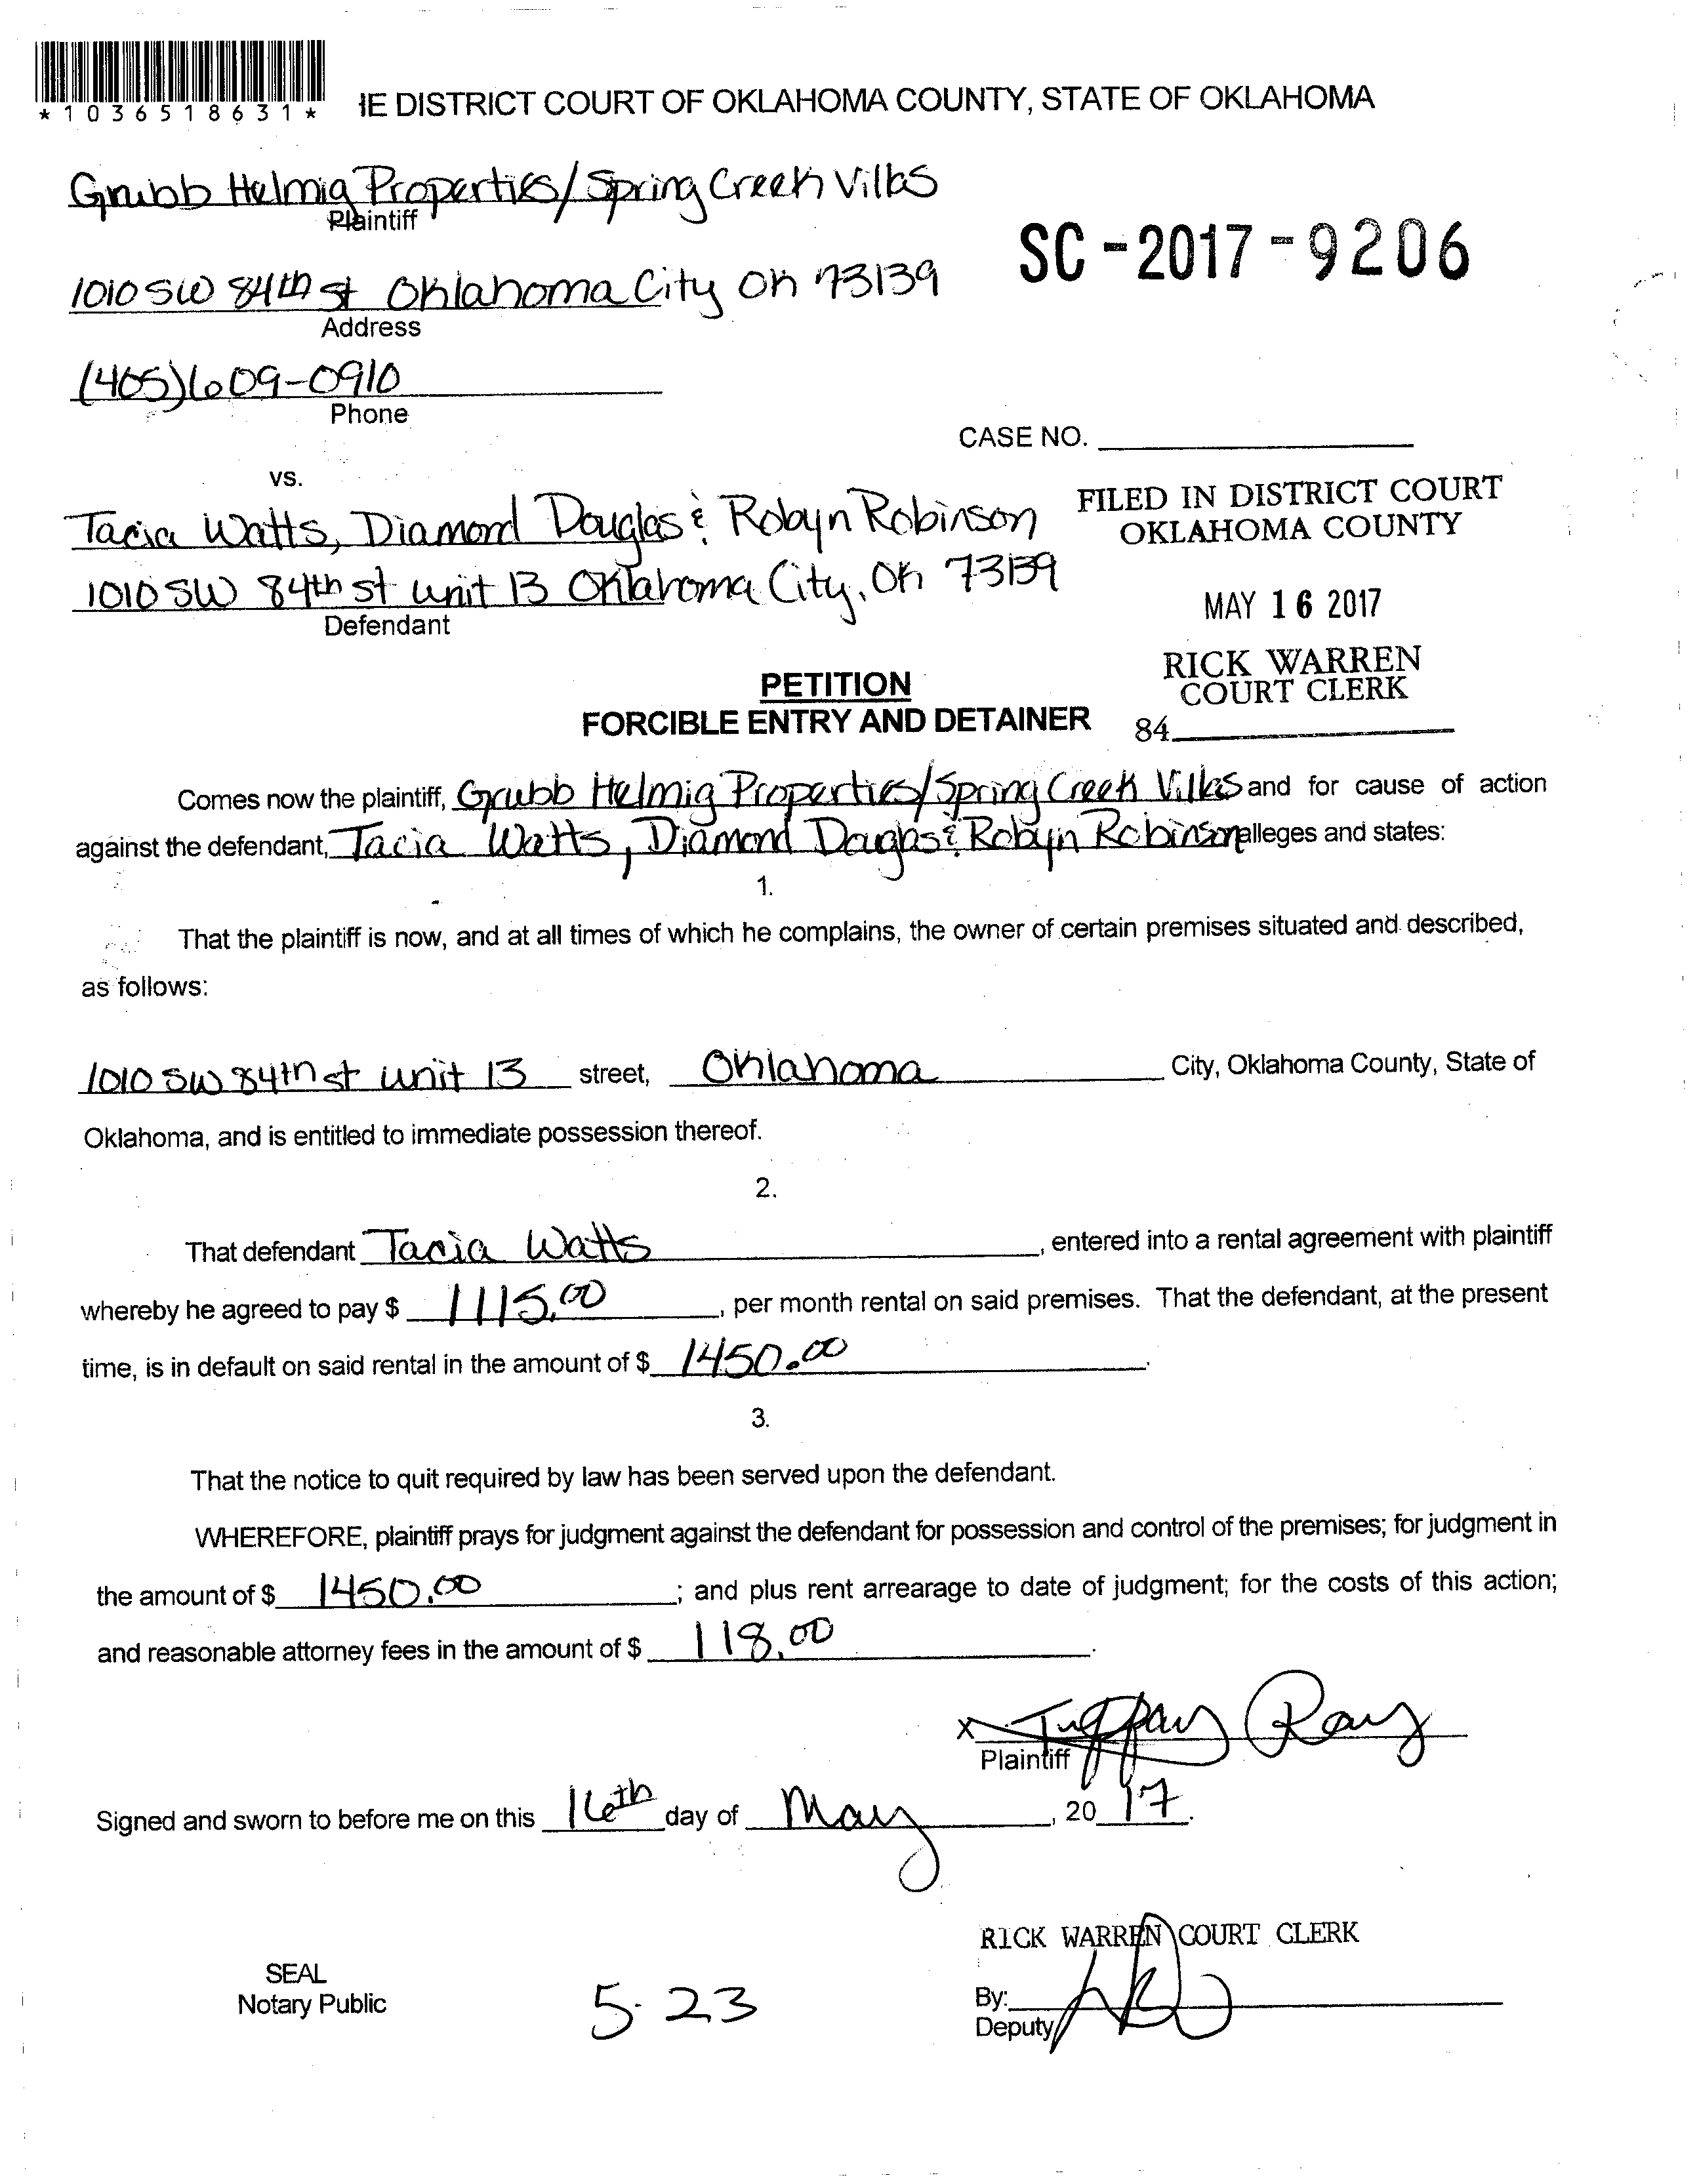 *1036518631*
IE DISTRICT COURT OF OKLAHOMA COUNTY, STATE OF OKLAHOMA
Grubb Helmig Properties/Spring Creek Villas
Plaintiff
SC-2017-9206
1010 SW 84th st Oklahoma City OK 73139
Address
(405)609-0910
Phone
CASE NO.
vs.
Tacia Watts, Diamond Douglas & Robyn Robinson
FILED IN DISTRICT COURT
OKLAHOMA COUNTY
1010 SW 84th st unit 13 Oklahoma City, OK 73139
Defendant
MAY 16 2017
RICK WARREN
COURT CLERK
84
PETITION
FORCIBLE ENTRY AND DETAINER
Comes now the plaintiff, Grubb Helmig Properties/Spring Creek Villas and for cause of action
against the defendant, Tacia Watts, Diamond Douglas & Robyn Robinson alleges and states:
1.
That the plaintiff is now, and at all times of which he complains, the owner of certain premises situated and described,
as follows:
1010 SW 84th st unit 13 street, Oklahoma City, Oklahoma County, State of
Oklahoma, and is entitled to immediate possession thereof.
2.
That defendant Tacia Watts, entered into a rental agreement with plaintiff
whereby he agreed to pay $ 1115.00, per month rental on said premises. That the defendant, at the present
time, is in default on said rental in the amount of $ 1450.00.
3.
That the notice to quit required by law has been served upon the defendant.
WHEREFORE, plaintiff prays for judgment against the defendant for possession and control of the premises; for judgment in
the amount of $ 1450.00; and plus rent arrearage to date of judgment; for the costs of this action;
and reasonable attorney fees in the amount of $ 118.00.
X Ray
Plaintiff
Signed and sworn to before me on this 16th day of May, 20 17.
RICK WARREN COURT CLERK
SEAL
Notary Public
5-23
By:
Deputy